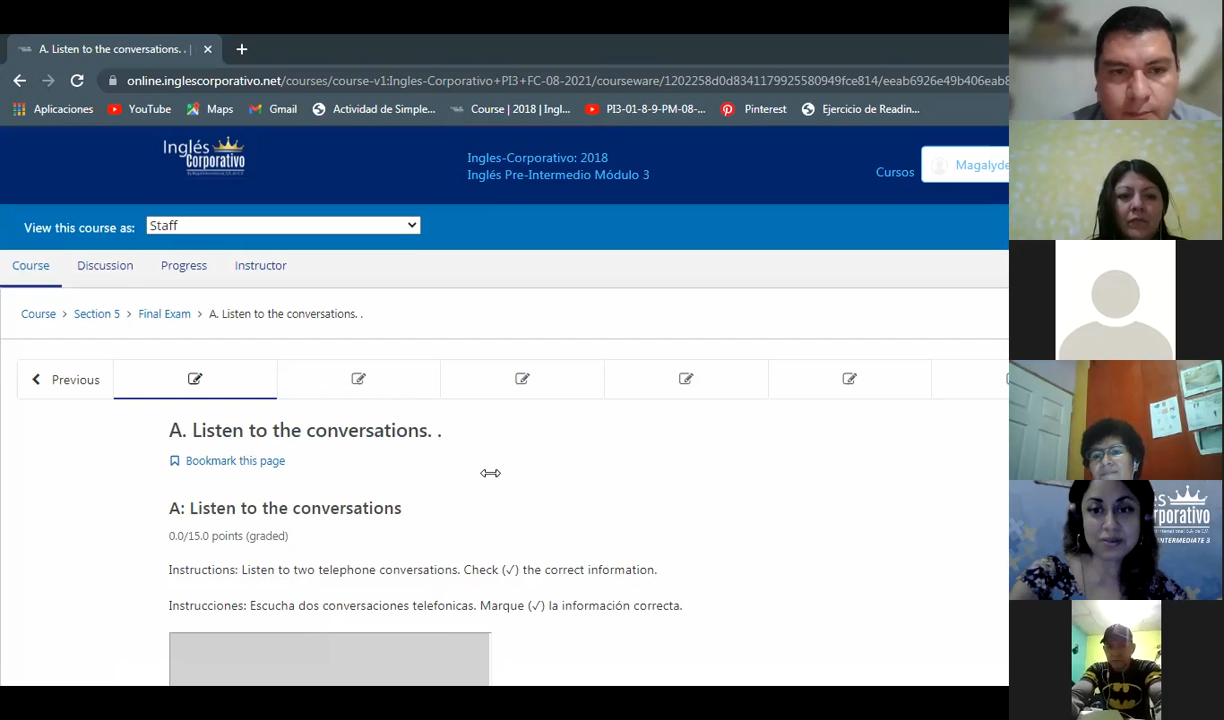 A. Listen to the conversations. . |
online.inglescorporativo.net/courses/course-v1:Ingles-Corporativo+PI3+FC-08-2021/courseware/1202258d0d8341179925580949fce814/eeab6926e49b406eab8
Aplicaciones YouTube Maps Gmail Actividad de Simple... Course | 2018 | Ingl... PI3-01-8-9-PM-08-... Pinterest Ejercicio de Readin...
Inglés
Corporativo
Ingles-Corporativo: 2018
Inglés Pre-Intermedio Módulo 3
Cursos
Magalyde
View this course as: Staff
Course Discussion Progress Instructor
Course > Section 5 > Final Exam > A. Listen to the conversations. .
Previous
A. Listen to the conversations. .
Bookmark this page
A: Listen to the conversations
0.0/15.0 points (graded)
Instructions: Listen to two telephone conversations. Check (✓) the correct information.
Instrucciones: Escucha dos conversaciones telefonicas. Marque (✓) la información correcta.